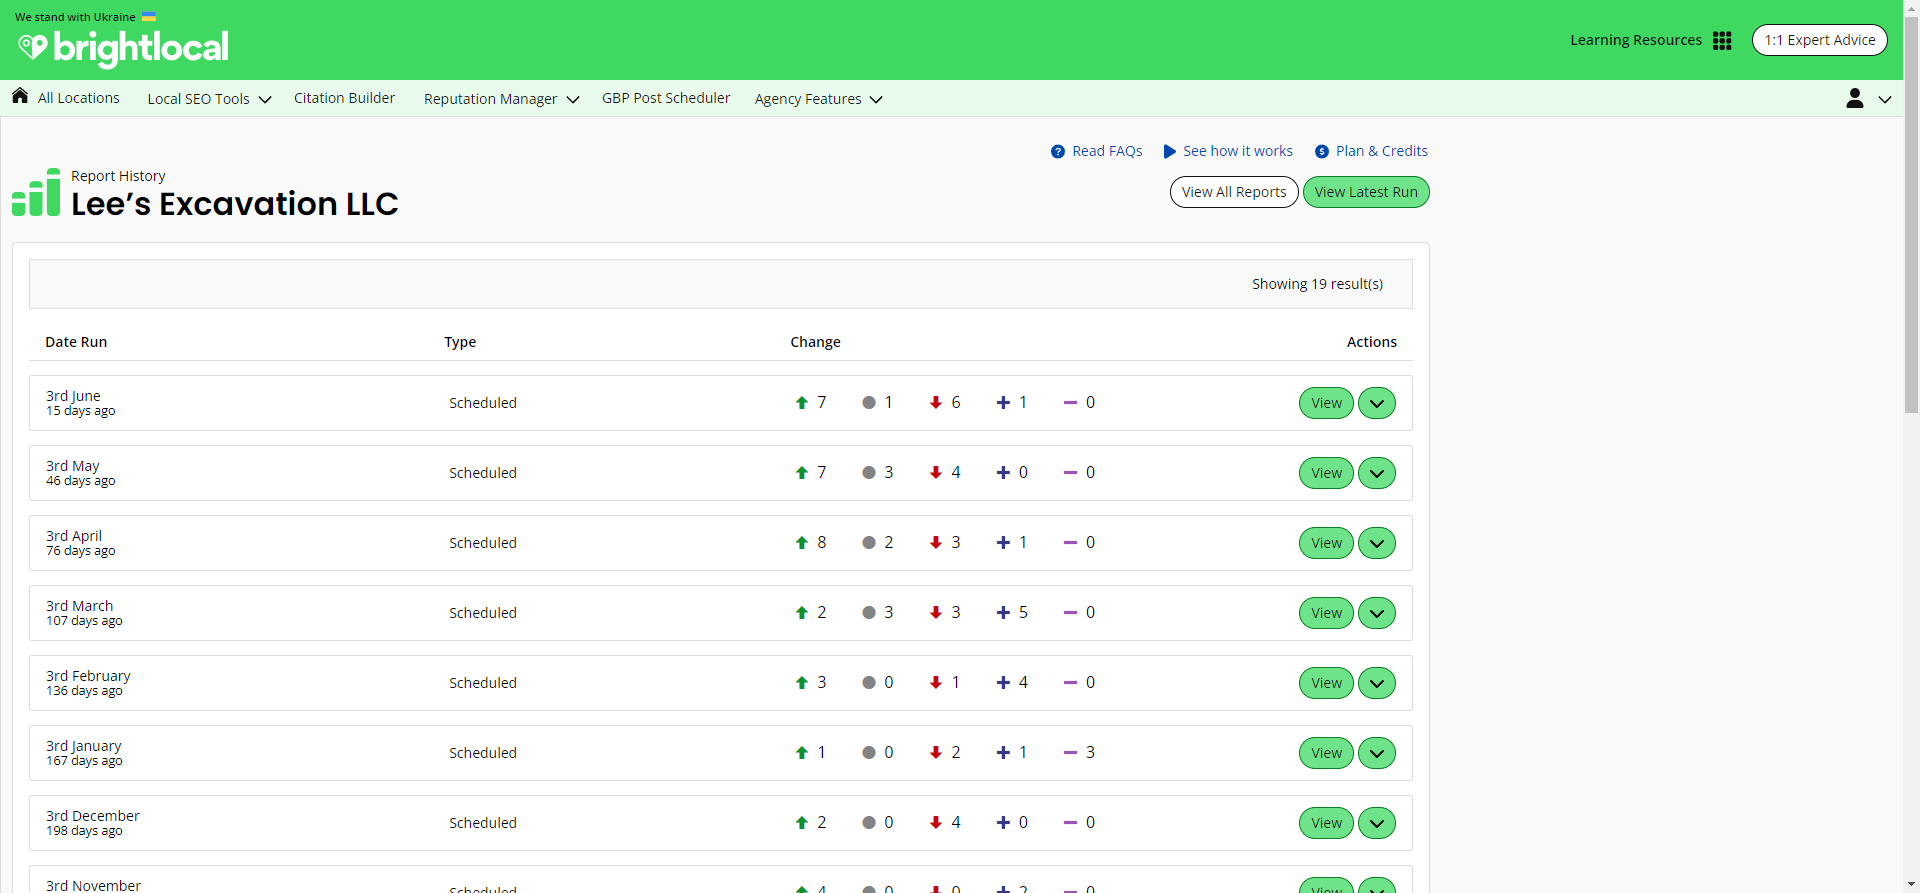 We stand with Ukraine
brightlocal
Learning Resources
1:1 Expert Advice
All Locations Local SEO Tools Citation Builder Reputation Manager GBP Post Scheduler Agency Features
Read FAQs See how it works Plan & Credits
Report History
Lee's Excavation LLC
View All Reports View Latest Run
Showing 19 result(s)
Date Run Type Change Actions
3rd June
15 days ago
Scheduled 7 1 6 1 0 View
3rd May
46 days ago
Scheduled 7 3 4 0 0 View
3rd April
76 days ago
Scheduled 8 2 3 1 0 View
3rd March
107 days ago
Scheduled 2 3 3 5 0 View
3rd February
136 days ago
Scheduled 3 0 1 4 0 View
3rd January
167 days ago
Scheduled 1 0 2 1 3 View
3rd December
198 days ago
Scheduled 2 0 4 0 0 View
3rd November
Scheduled 4 0 0 2 0 View